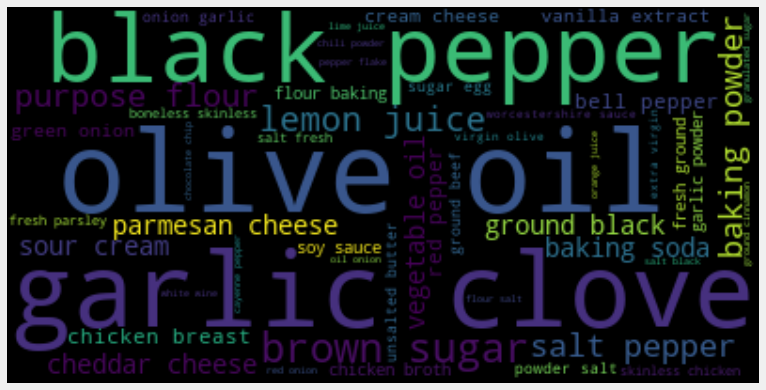 onion garlic
cream cheese
vanilla extract
lime juice
black pepper
chili powder
pepper flake
sugar egg
purpose flour
flour baking
bell pepper
baking powder
granulated sugar
boneless skinless
lemon juice
worcestershire sauce
green onion
salt fresh
virgin olive
chocolate chip
olive oil
orange juice
extra virgin
fresh ground
garlic powder
vegetable oil
red pepper
ground beef
fresh parsley
parmesan cheese
ground black
ground cinnamon
sour cream
soy sauce
baking soda
oil onion
salt black
cayenne pepper
unsalted butter
garlic clove
white wine
flour salt
chicken breast
brown sugar
salt pepper
cheddar cheese
red onion
chicken broth
powder salt
skinless chicken